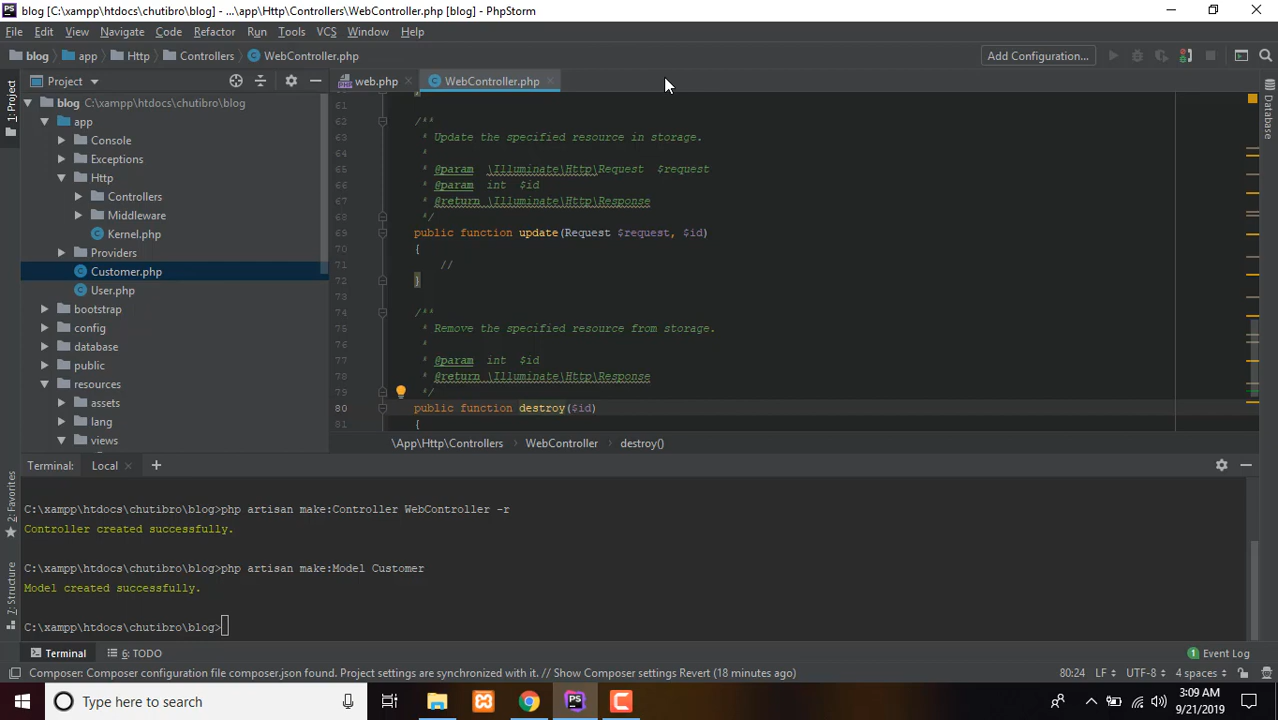 blog [C:\xampp\htdocs\chutibro\blog] - ...\app\Http\Controllers\WebController.php [blog] - PhpStorm
File Edit View Navigate Code Refactor Run Tools VCS Window Help
blog app Http Controllers WebController.php Add Configuration...
1: Project
Project
web.php WebController.php
Database
blog C:\xampp\htdocs\chutibro\blog
app
Console
Exceptions
Http
Controllers
Middleware
Kernel.php
Providers
Customer.php
User.php
bootstrap
config
database
public
resources
assets
lang
views
61
62 /**
63 * Update the specified resource in storage.
64 *
65 * @param \Illuminate\Http\Request $request
66 * @param int $id
67 * @return \Illuminate\Http\Response
68 */
69 public function update(Request $request, $id)
70 {
71 //
72 }
73
74 /**
75 * Remove the specified resource from storage.
76 *
77 * @param int $id
78 * @return \Illuminate\Http\Response
79 */
80 public function destroy($id)
81 {
\App\Http\Controllers WebController destroy()
2: Favorites
7: Structure
Terminal: Local +
C:\xampp\htdocs\chutibro\blog>php artisan make:Controller WebController -r
Controller created successfully.
C:\xampp\htdocs\chutibro\blog>php artisan make:Model Customer
Model created successfully.
C:\xampp\htdocs\chutibro\blog>
Terminal 6: TODO 1 Event Log
Composer: Composer configuration file composer.json found. Project settings are synchronized with it. // Show Composer settings Revert (18 minutes ago) 80:24 LF UTF-8 4 spaces
Type here to search
3:09 AM
9/21/2019